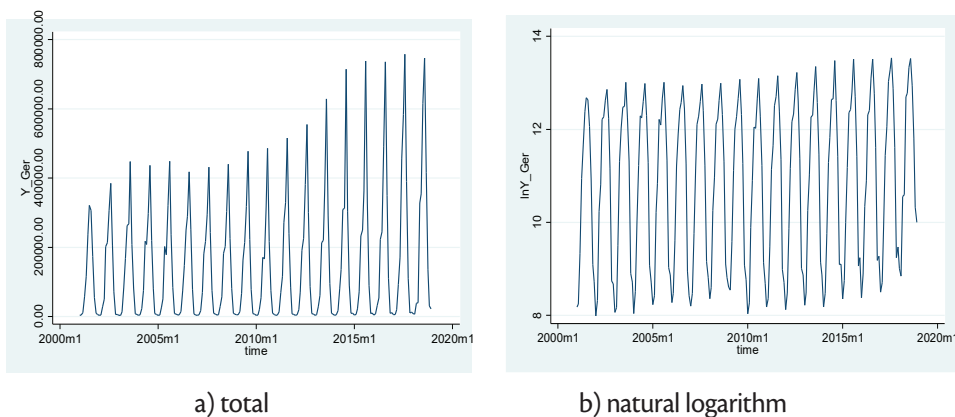 Y_Ger
800000.00
600000.00
400000.00
200000.00
0.00
2000m1 2005m1 2010m1 2015m1 2020m1
time
a) total
lnY_Ger
14
12
10
8
2000m1 2005m1 2010m1 2015m1 2020m1
time
b) natural logarithm